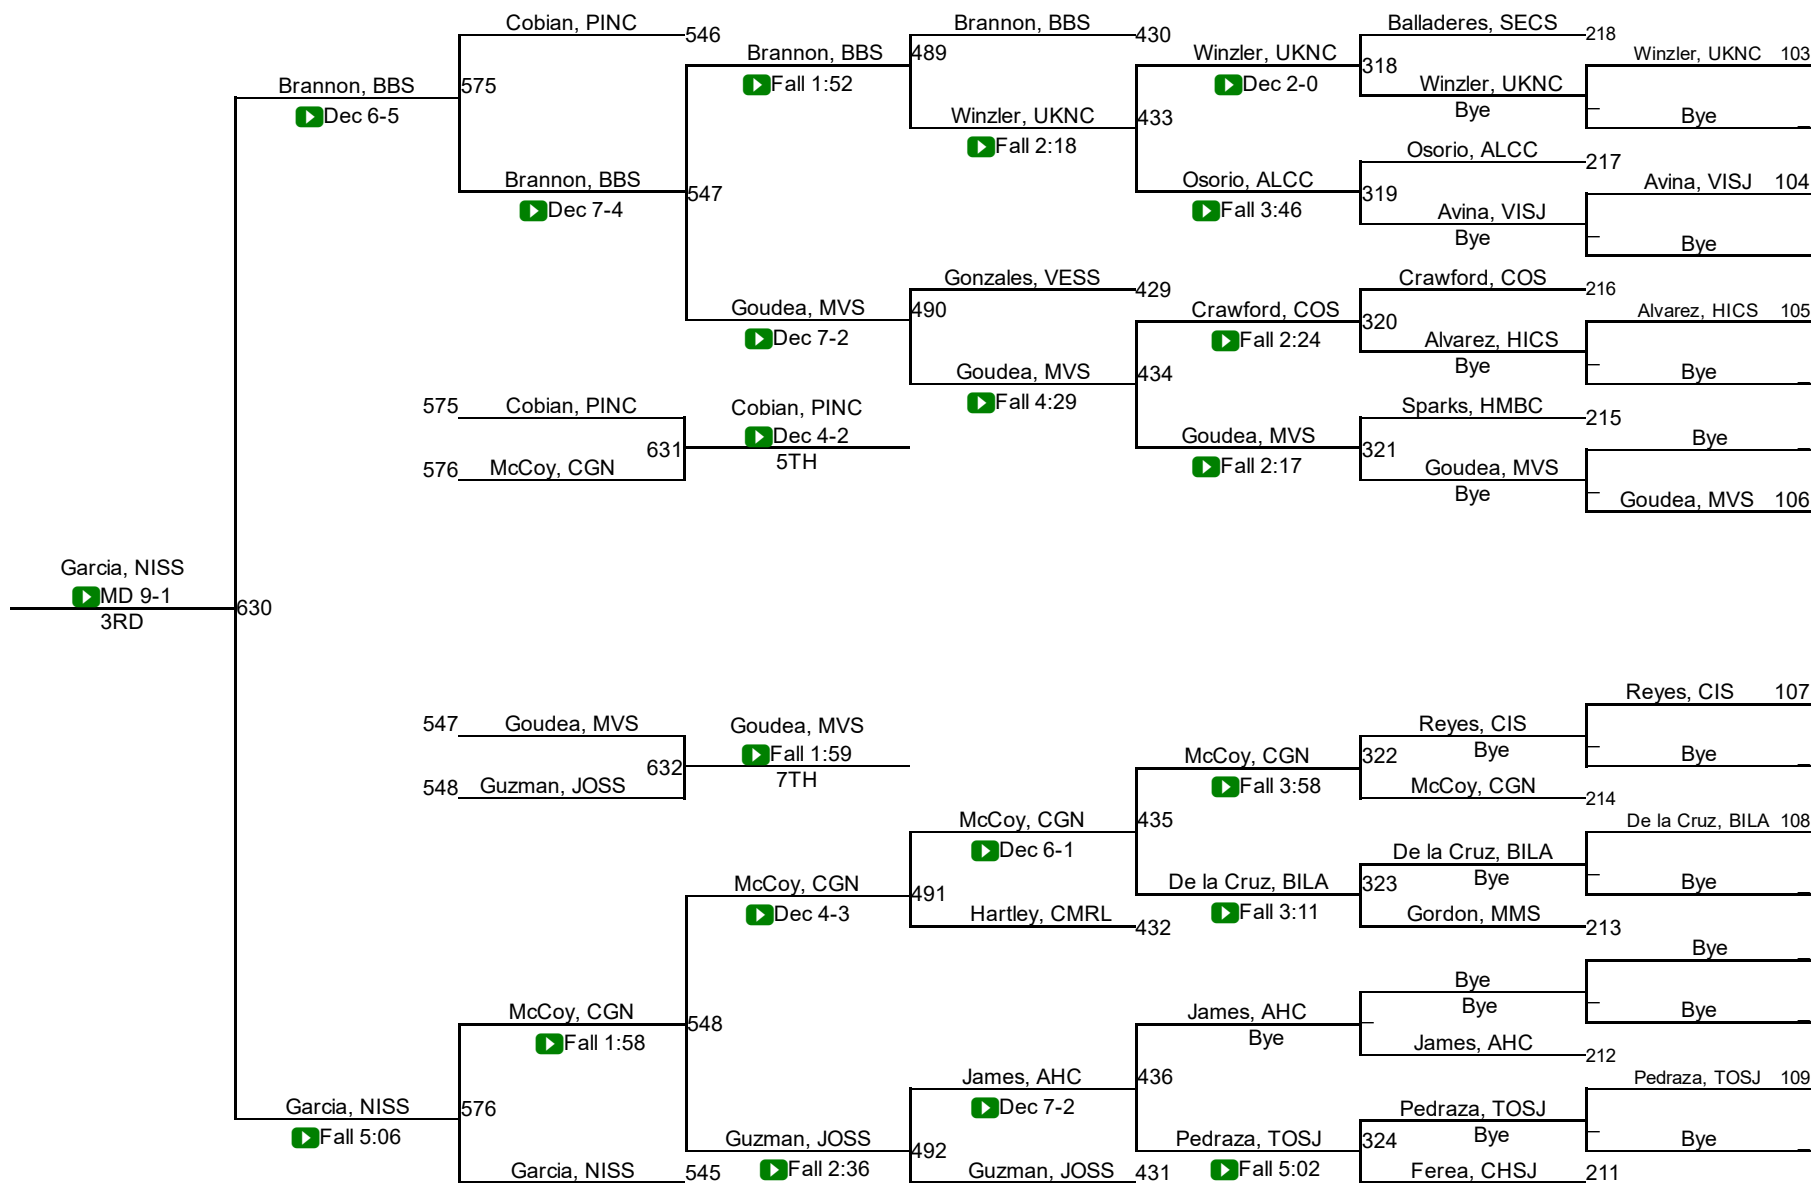 Cobian, PINC
546
Brannon, BBS
430
Balladeres, SECS
218
Brannon, BBS
489
Winzler, UKNC
Winzler, UKNC 103
Fall 1:52
Dec 2-0
318
Winzler, UKNC
Bye
Bye
Brannon, BBS
575
Dec 6-5
Winzler, UKNC
433
Fall 2:18
Osorio, ALCC
217
Brannon, BBS
547
Dec 7-4
Osorio, ALCC
319
Fall 3:46
Avina, VISJ 104
Avina, VISJ
Bye
Bye
Gonzales, VESS
429
Crawford, COS
216
Goudea, MVS
490
Dec 7-2
Crawford, COS
320
Fall 2:24
Alvarez, HICS 105
Alvarez, HICS
Bye
Bye
Goudea, MVS
434
Fall 4:29
575 Cobian, PINC
Cobian, PINC
Dec 4-2
631
5TH
576 McCoy, CGN
Sparks, HMBC
215
Goudea, MVS
321
Fall 2:17
Bye
Goudea, MVS
Bye
Goudea, MVS 106
Garcia, NISS
MD 9-1
630
3RD
547 Goudea, MVS
Goudea, MVS
Fall 1:59
632
7TH
548 Guzman, JOSS
Reyes, CIS 107
Reyes, CIS
Bye
Bye
McCoy, CGN
322
Fall 3:58
McCoy, CGN
214
McCoy, CGN
435
Dec 6-1
De la Cruz, BILA 108
De la Cruz, BILA
Bye
Bye
McCoy, CGN
491
Dec 4-3
De la Cruz, BILA
323
Fall 3:11
Hartley, CMRL
432
Gordon, MMS
213
Bye
Bye
Bye
Bye
McCoy, CGN
548
Fall 1:58
James, AHC
Bye
James, AHC
212
James, AHC
436
Dec 7-2
Pedraza, TOSJ 109
Garcia, NISS
576
Fall 5:06
Pedraza, TOSJ
Bye
Bye
Guzman, JOSS
492
Fall 2:36
Pedraza, TOSJ
324
Fall 5:02
Garcia, NISS
545
Guzman, JOSS
431
Ferea, CHSJ
211